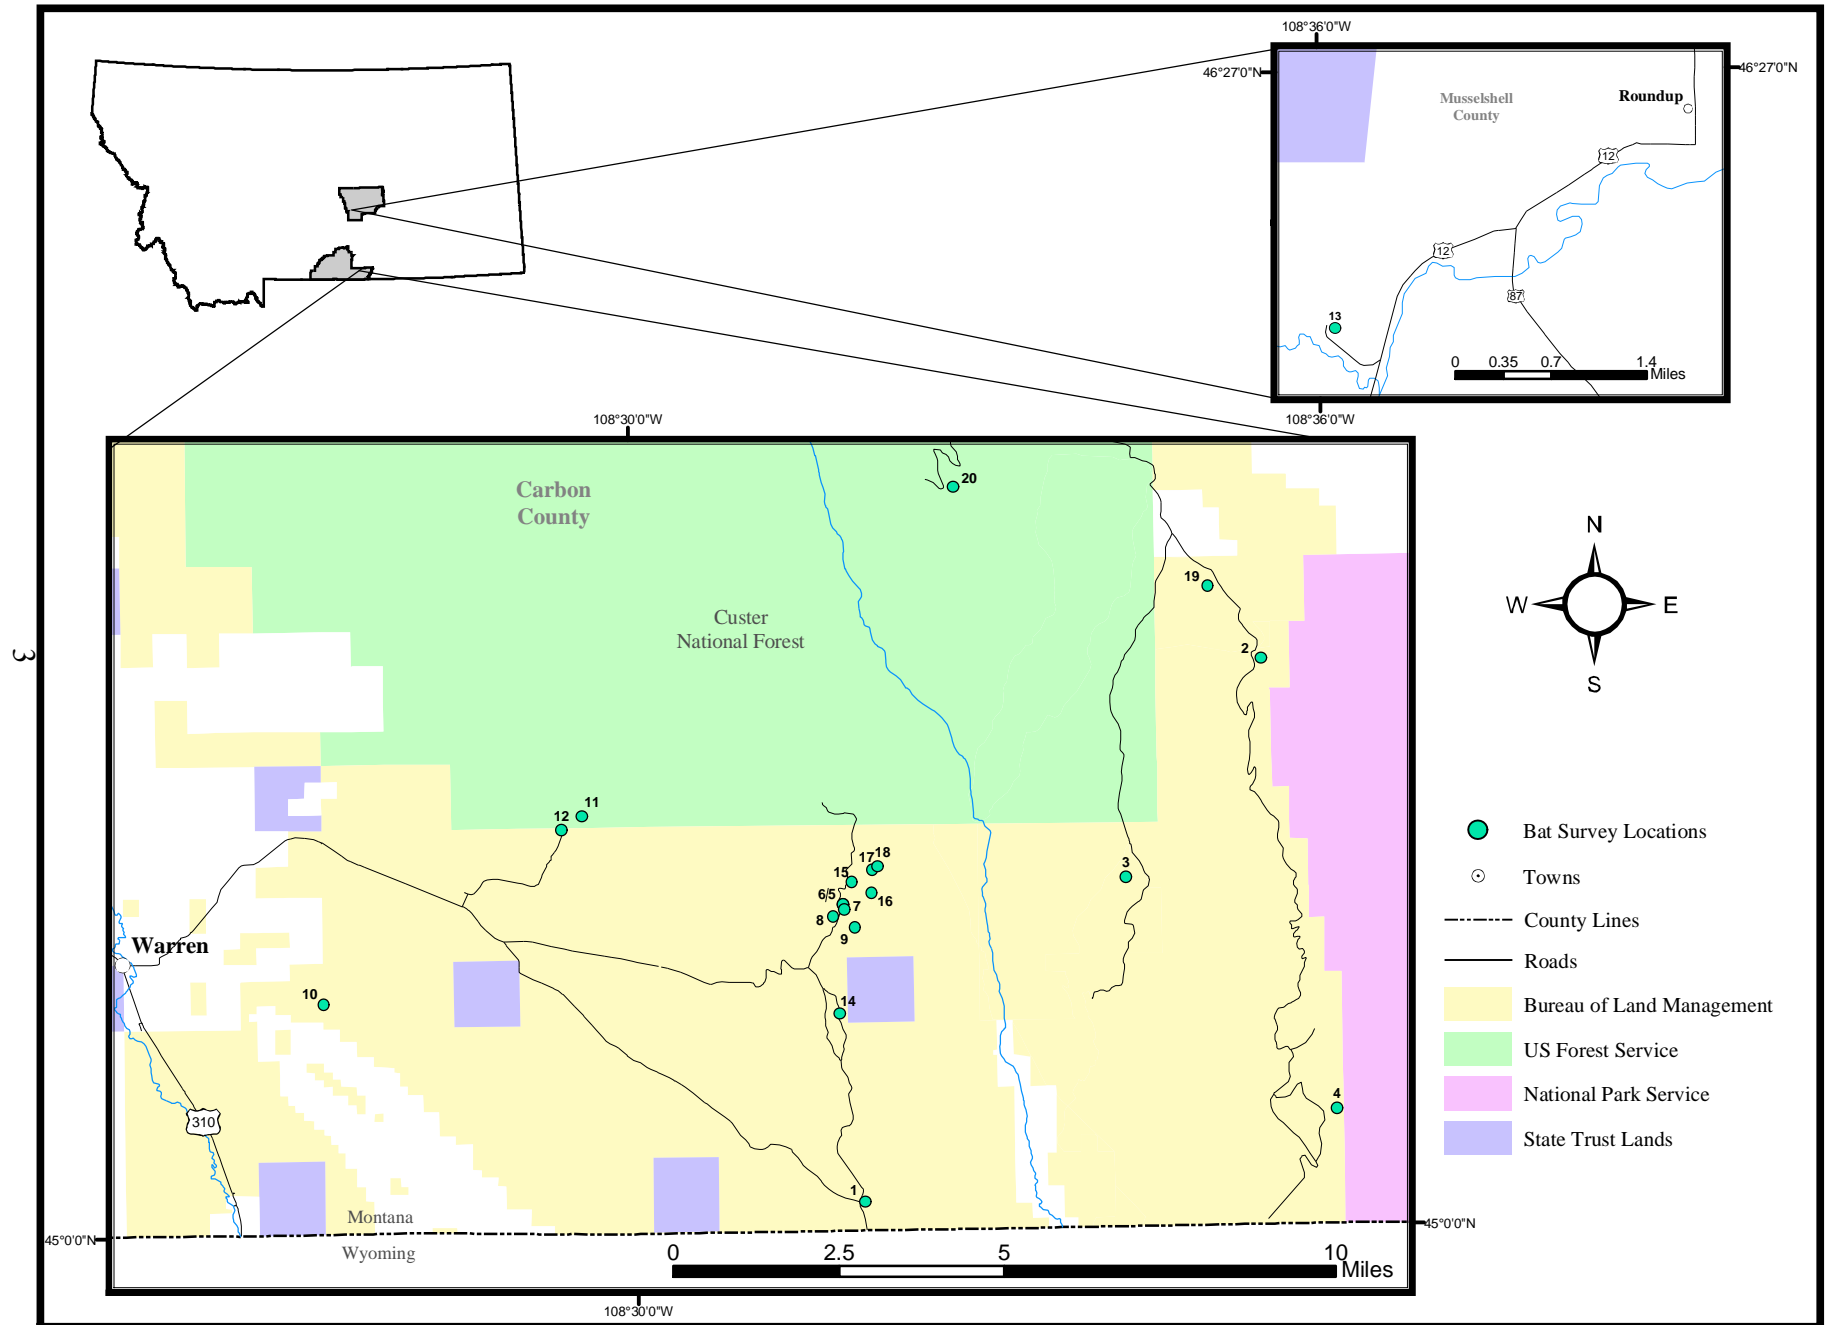 108°36'0"W
46°27'0"N
46°27'0"N
Musselshell
County
Roundup
12
12
87
13
0 0.35 0.7 1.4
Miles
108°36'0"W
108°30'0"W
Carbon
County
20
Custer
National Forest
19
2
11
12
17 18
15
3
6/5
16
7
8
9
Warren
10
14
310
4
1
Montana
Wyoming
45°0'0"N
45°0'0"N
0 2.5 5 10
Miles
108°30'0"W
N
W E
S
Bat Survey Locations
Towns
County Lines
Roads
Bureau of Land Management
US Forest Service
National Park Service
State Trust Lands
3